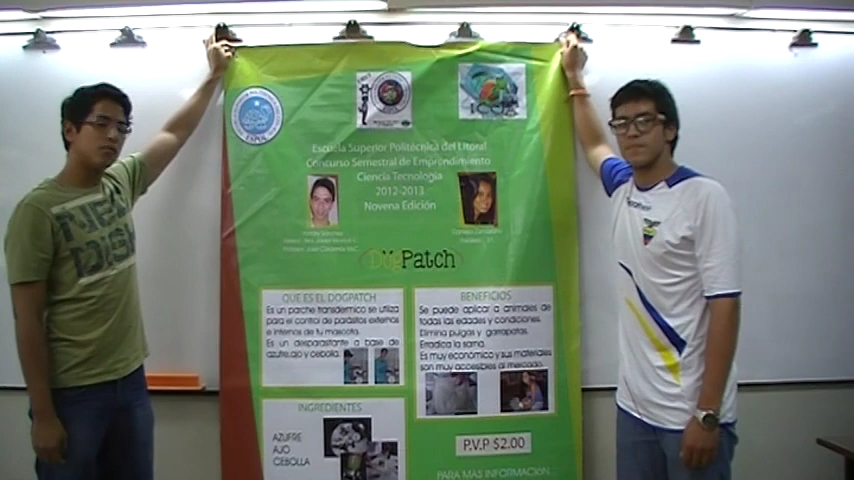 ESPOL
Escuela Superior Politécnica del Litoral
Concurso Semestral de Emprendimiento
Ciencia Tecnología
2012-2013
Novena Edición
DogPatch
QUE ES EL DOGPATCH
Es un parche transdermico se utiliza
para el control de parásitos externos
e internos de tu mascota.
Es un desparasitante a base de
azufre,ajo y cebolla.
BENEFICIOS
Se puede aplicar a animales de
todas las edades y condiciones.
Elimina pulgas y garrapatas.
Erradica la sarna.
Es muy económico y sus materiales
son muy accesibles al mercado.
INGREDIENTES
AZUFRE
AJO
CEBOLLA
P.V.P $2.00
PARA MAS INFORMACIÓN...
marathon